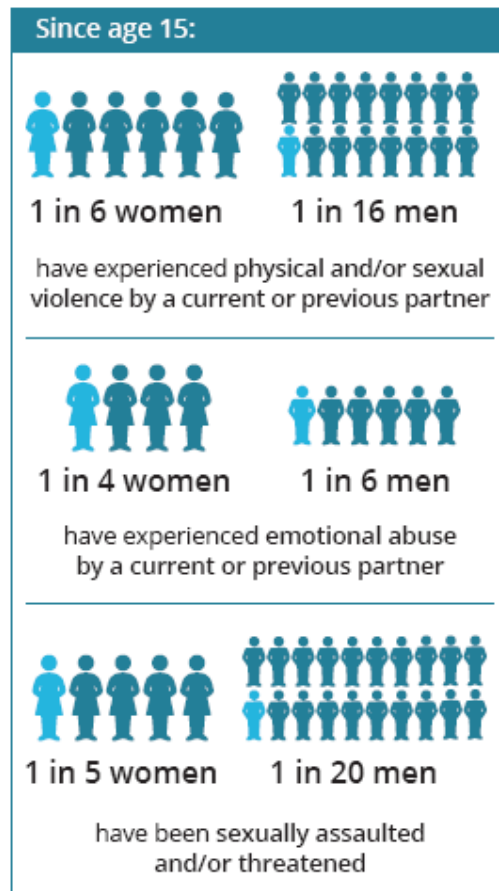 Since age 15:
1 in 6 women
1 in 16 men
have experienced physical and/or sexual
violence by a current or previous partner
1 in 4 women
1 in 6 men
have experienced emotional abuse
by a current or previous partner
1 in 5 women
1 in 20 men
have been sexually assaulted
and/or threatened